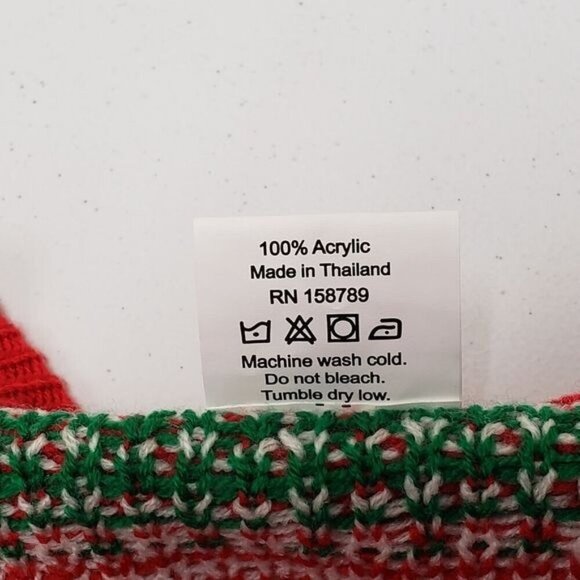 100% Acrylic
Made in Thailand
RN 158789
Machine wash cold.
Do not bleach.
Tumble dry low.